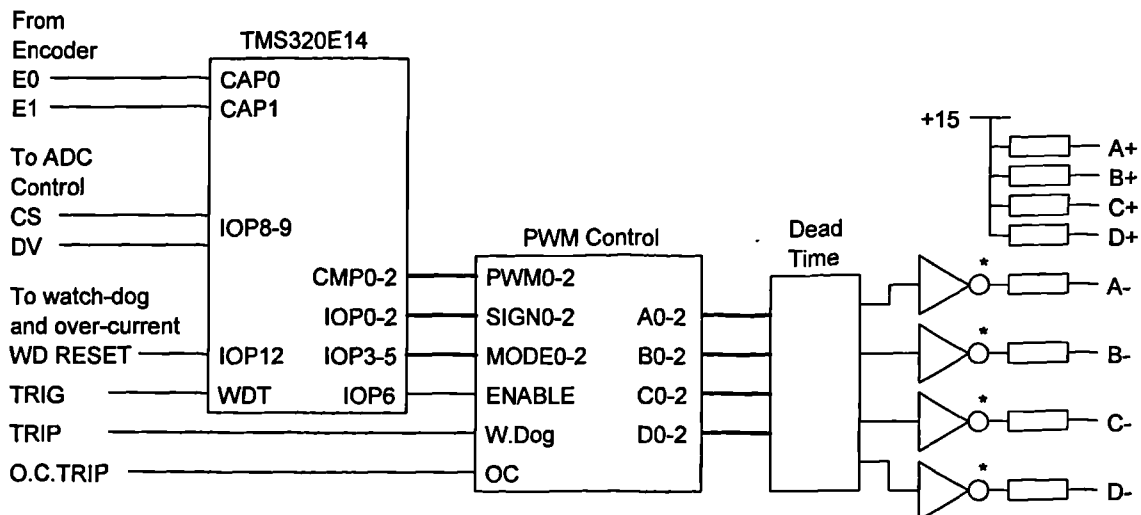 From
Encoder
E0
E1
To ADC
Control
CS
DV
To watch-dog
and over-current
WD RESET
TRIG
TRIP
O.C.TRIP
TMS320E14
CAP0
CAP1
IOP8-9
CMP0-2
IOP0-2
IOP12
IOP3-5
WDT
IOP6
PWM Control
PWM0-2
SIGN0-2
A0-2
MODE0-2
B0-2
ENABLE
C0-2
W.Dog
D0-2
OC
Dead
Time
+15
A+
B+
C+
D+
* A-
* B-
* C-
* D-